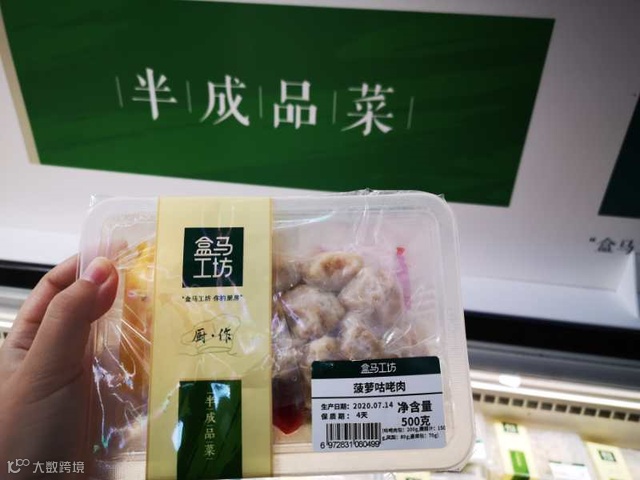 半成品菜
"盒马
盒马
工坊
"盒马工坊 你的厨房"
厨·作
半成品菜
盒马工坊
菠萝咕咾肉
生产日期: 2020.07.14
保质期: 4天
净含量
500克
6972831060499
大数跨境